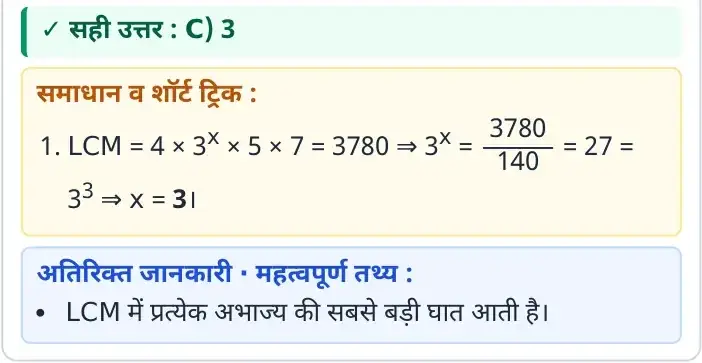 ✓ सही उत्तर : C) 3
समाधान व शॉर्ट ट्रिक :
1. LCM = 4 × 3^x × 5 × 7 = 3780 ⇒ 3^x = 3780/140 = 27 =
3^3 ⇒ x = 3।
अतिरिक्त जानकारी · महत्वपूर्ण तथ्य :
• LCM में प्रत्येक अभाज्य की सबसे बड़ी घात आती है।